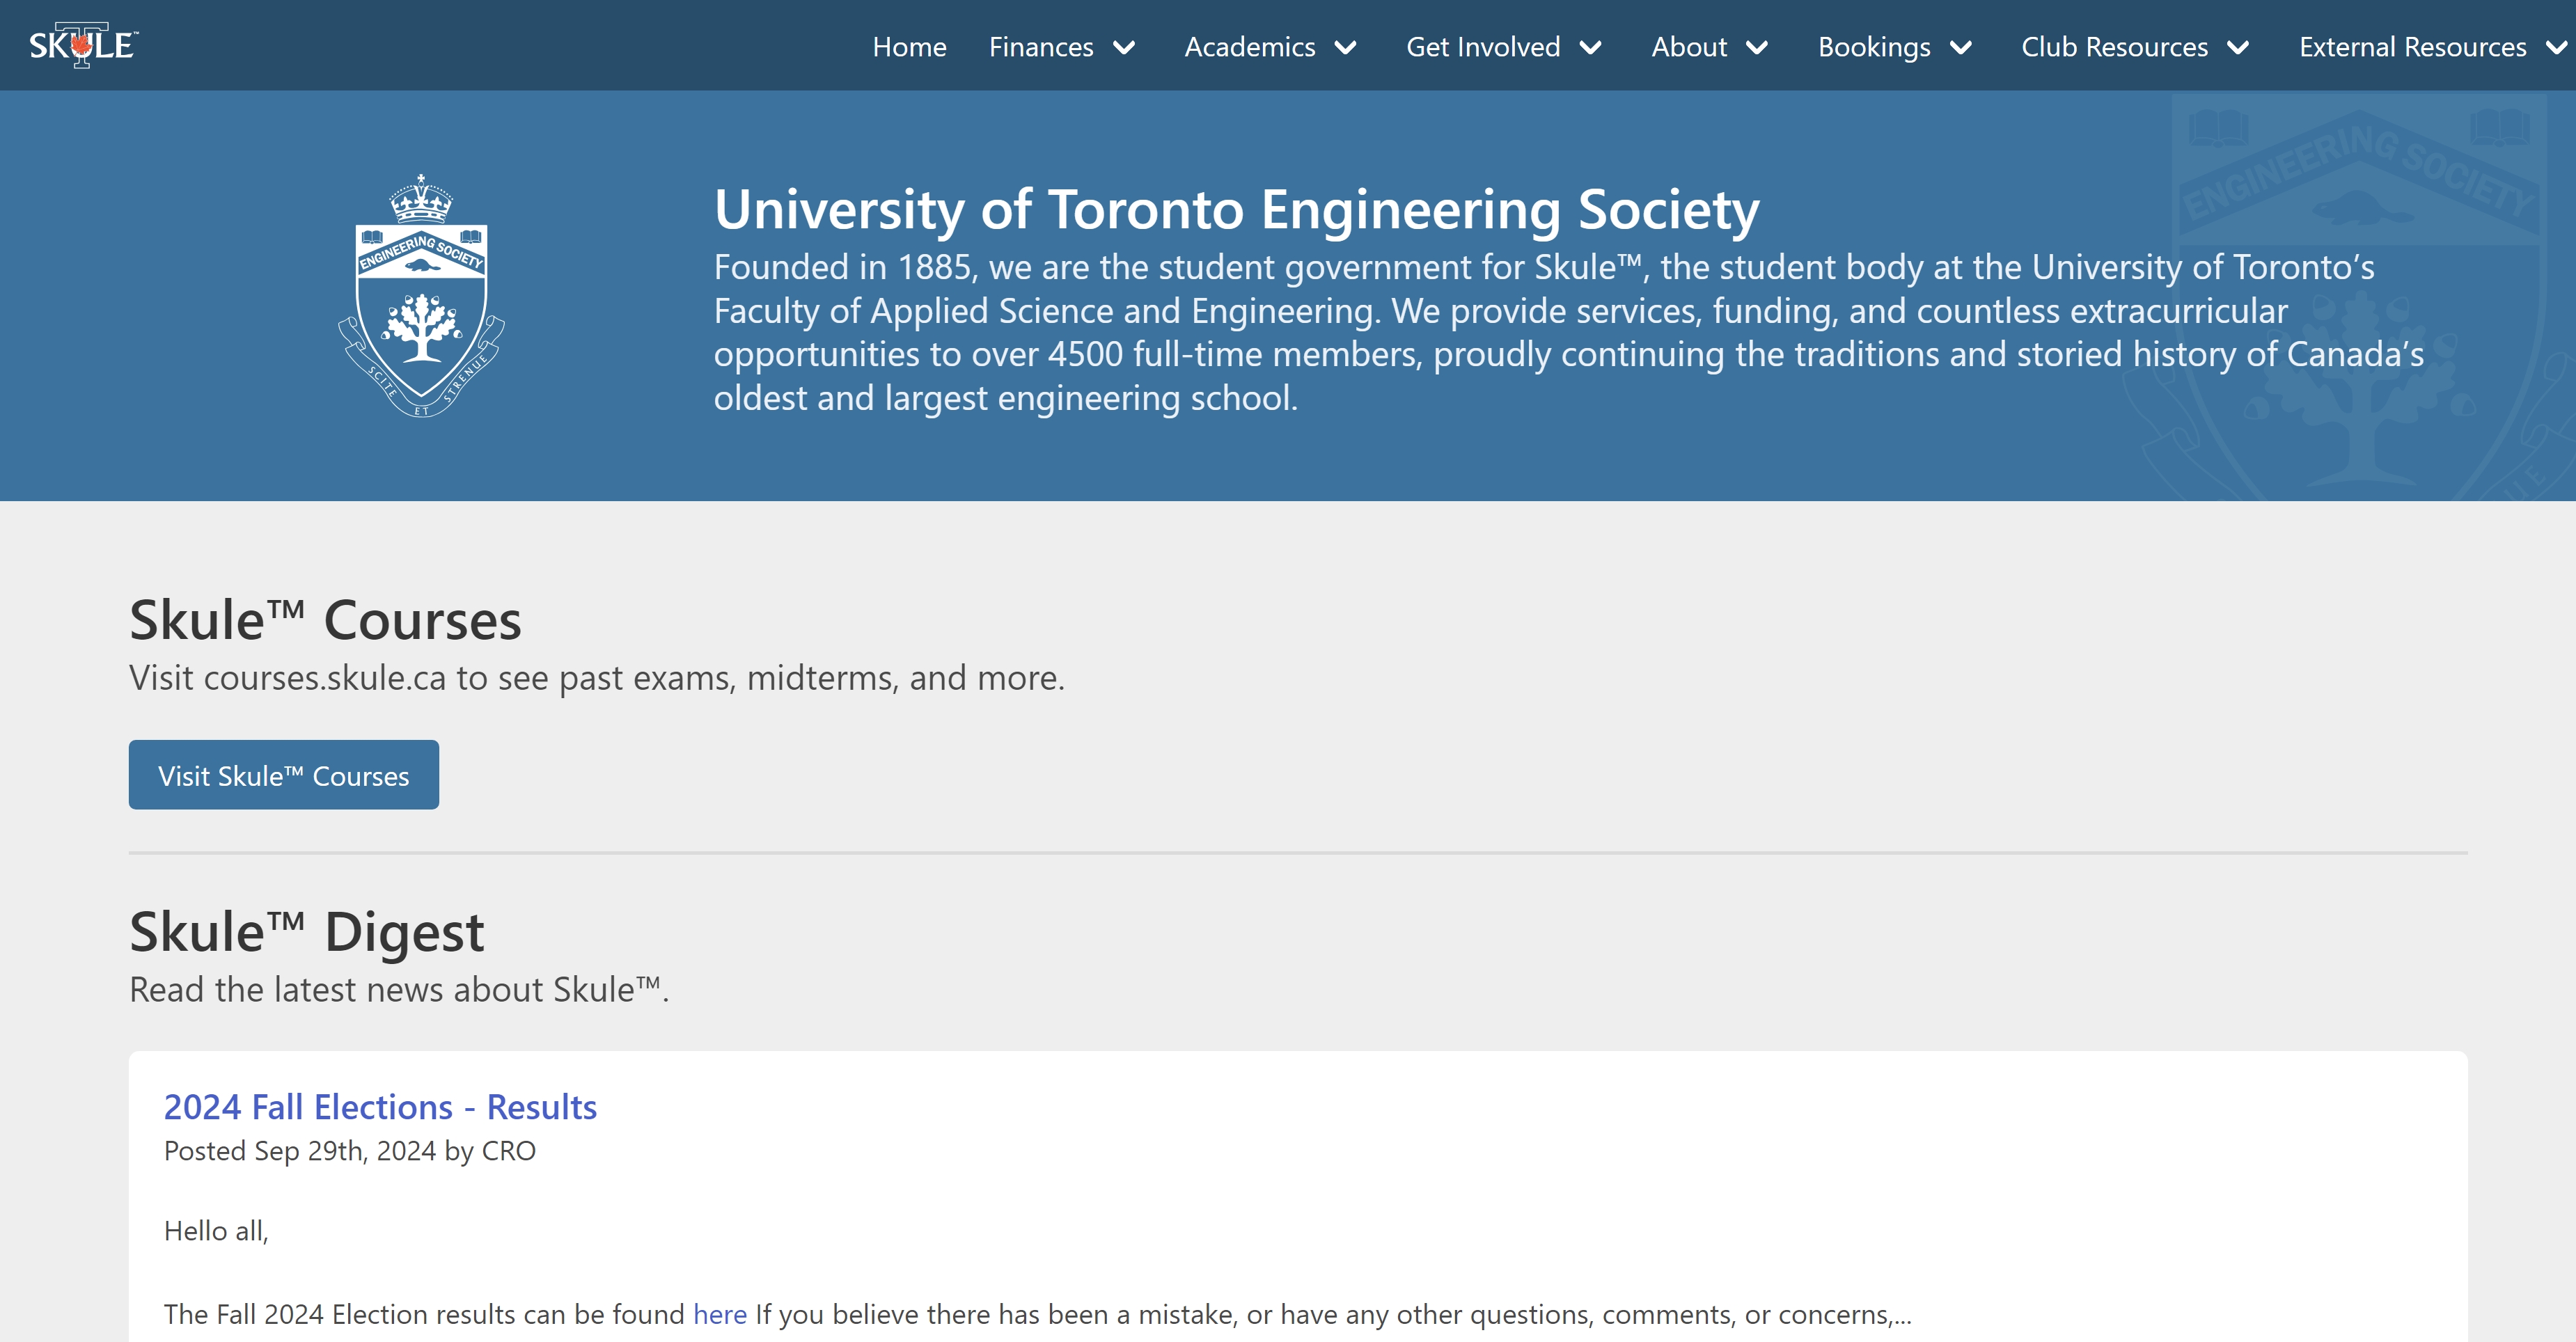 SKULE™
Home Finances Academics Get Involved About Bookings Club Resources External Resources
ENGINEERING SOCIETY
SCITE ET STRENUE
University of Toronto Engineering Society
Founded in 1885, we are the student government for Skule™, the student body at the University of Toronto’s
Faculty of Applied Science and Engineering. We provide services, funding, and countless extracurricular
opportunities to over 4500 full-time members, proudly continuing the traditions and storied history of Canada’s
oldest and largest engineering school.
ENGINEERING SOCIETY
UE
Skule™ Courses
Visit courses.skule.ca to see past exams, midterms, and more.
Visit Skule™ Courses
Skule™ Digest
Read the latest news about Skule™.
2024 Fall Elections - Results
Posted Sep 29th, 2024 by CRO
Hello all,
The Fall 2024 Election results can be found here If you believe there has been a mistake, or have any other questions, comments, or concerns,...